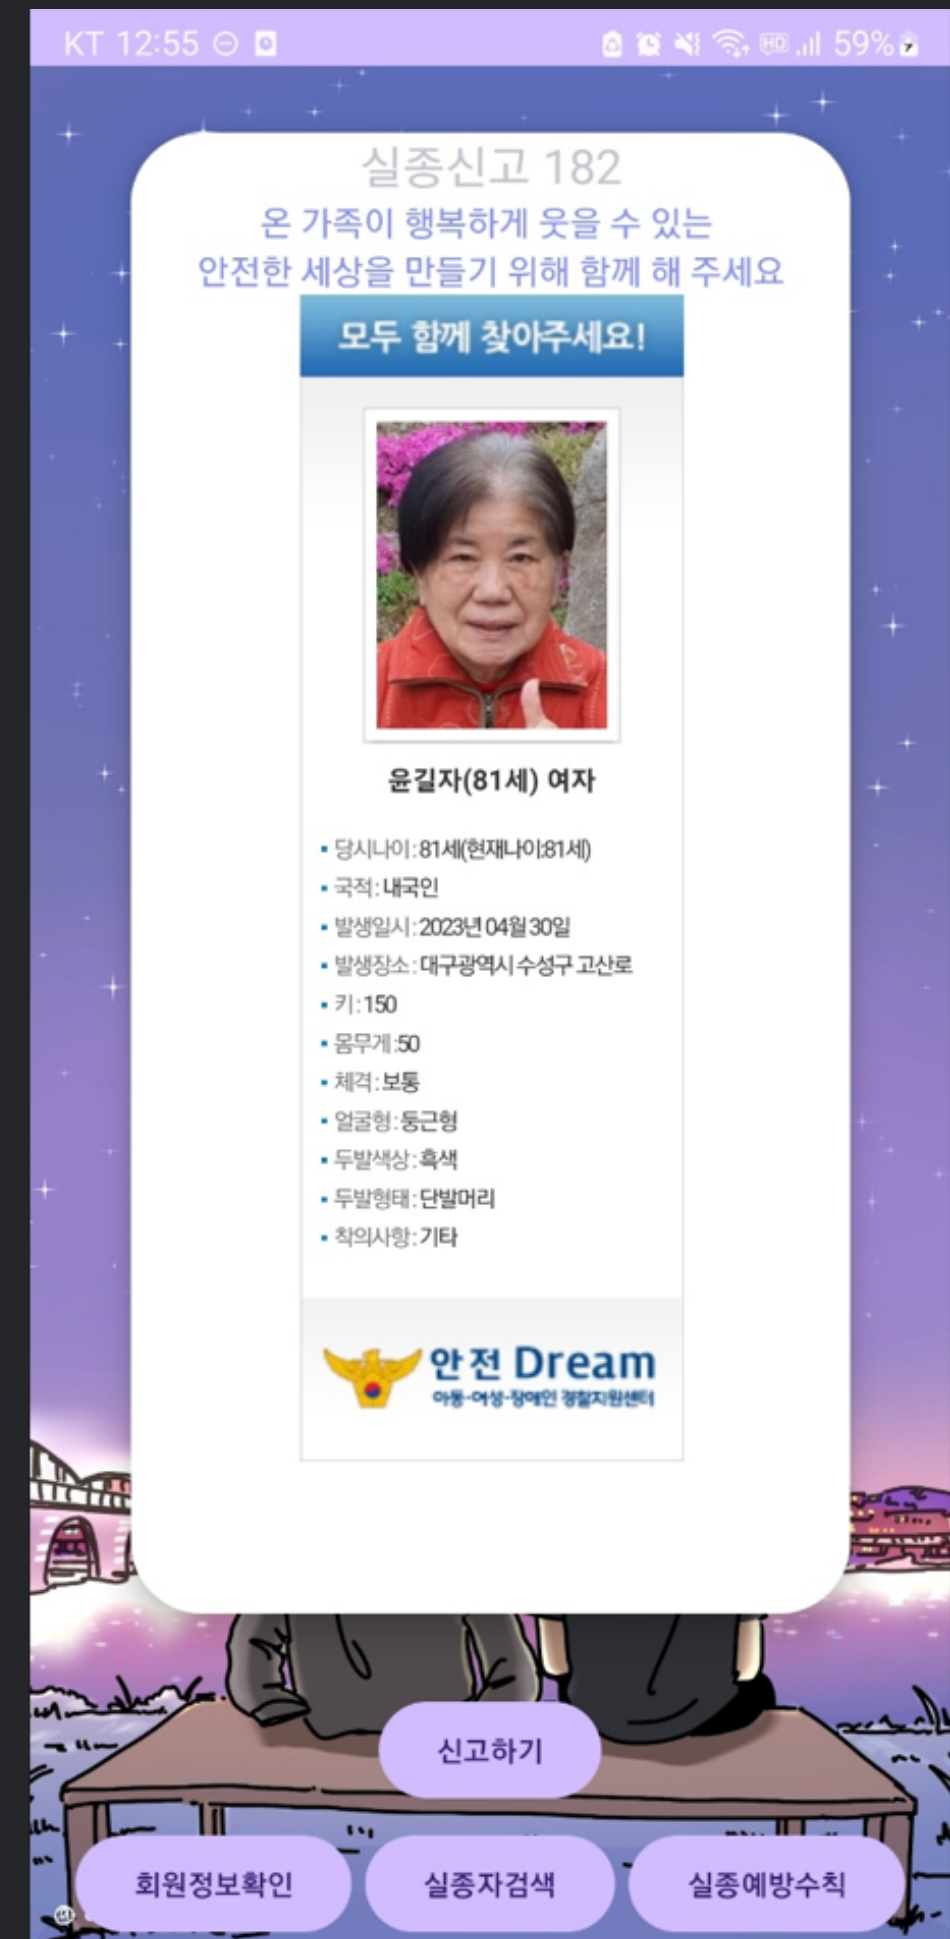 KT 12:55
59%
실종신고 182
온 가족이 행복하게 웃을 수 있는
안전한 세상을 만들기 위해 함께 해 주세요
모두 함께 찾아주세요!
윤길자(81세) 여자
▪ 당시나이 : 81세(현재나이:81세)
▪ 국적 : 내국인
▪ 발생일시 : 2023년 04월 30일
▪ 발생장소 : 대구광역시 수성구 고산로
▪ 키 : 150
▪ 몸무게 :50
▪ 체격 : 보통
▪ 얼굴형 : 둥근형
▪ 두발색상 : 흑색
▪ 두발형태 : 단발머리
▪ 착의사항 : 기타
안전 Dream
아동·여성·장애인 경찰지원센터
신고하기
회원정보확인 실종자검색 실종예방수칙